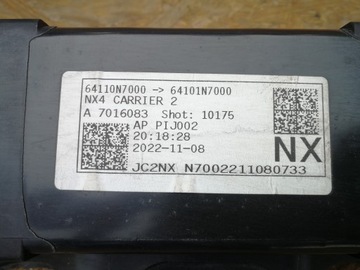 64110N7000 -> 64101N7000
NX4 CARRIER 2
A 7016083 Shot: 10175
AP PIJ002
20:18:28
2022-11-08
NX
JC2NX N7002211080733